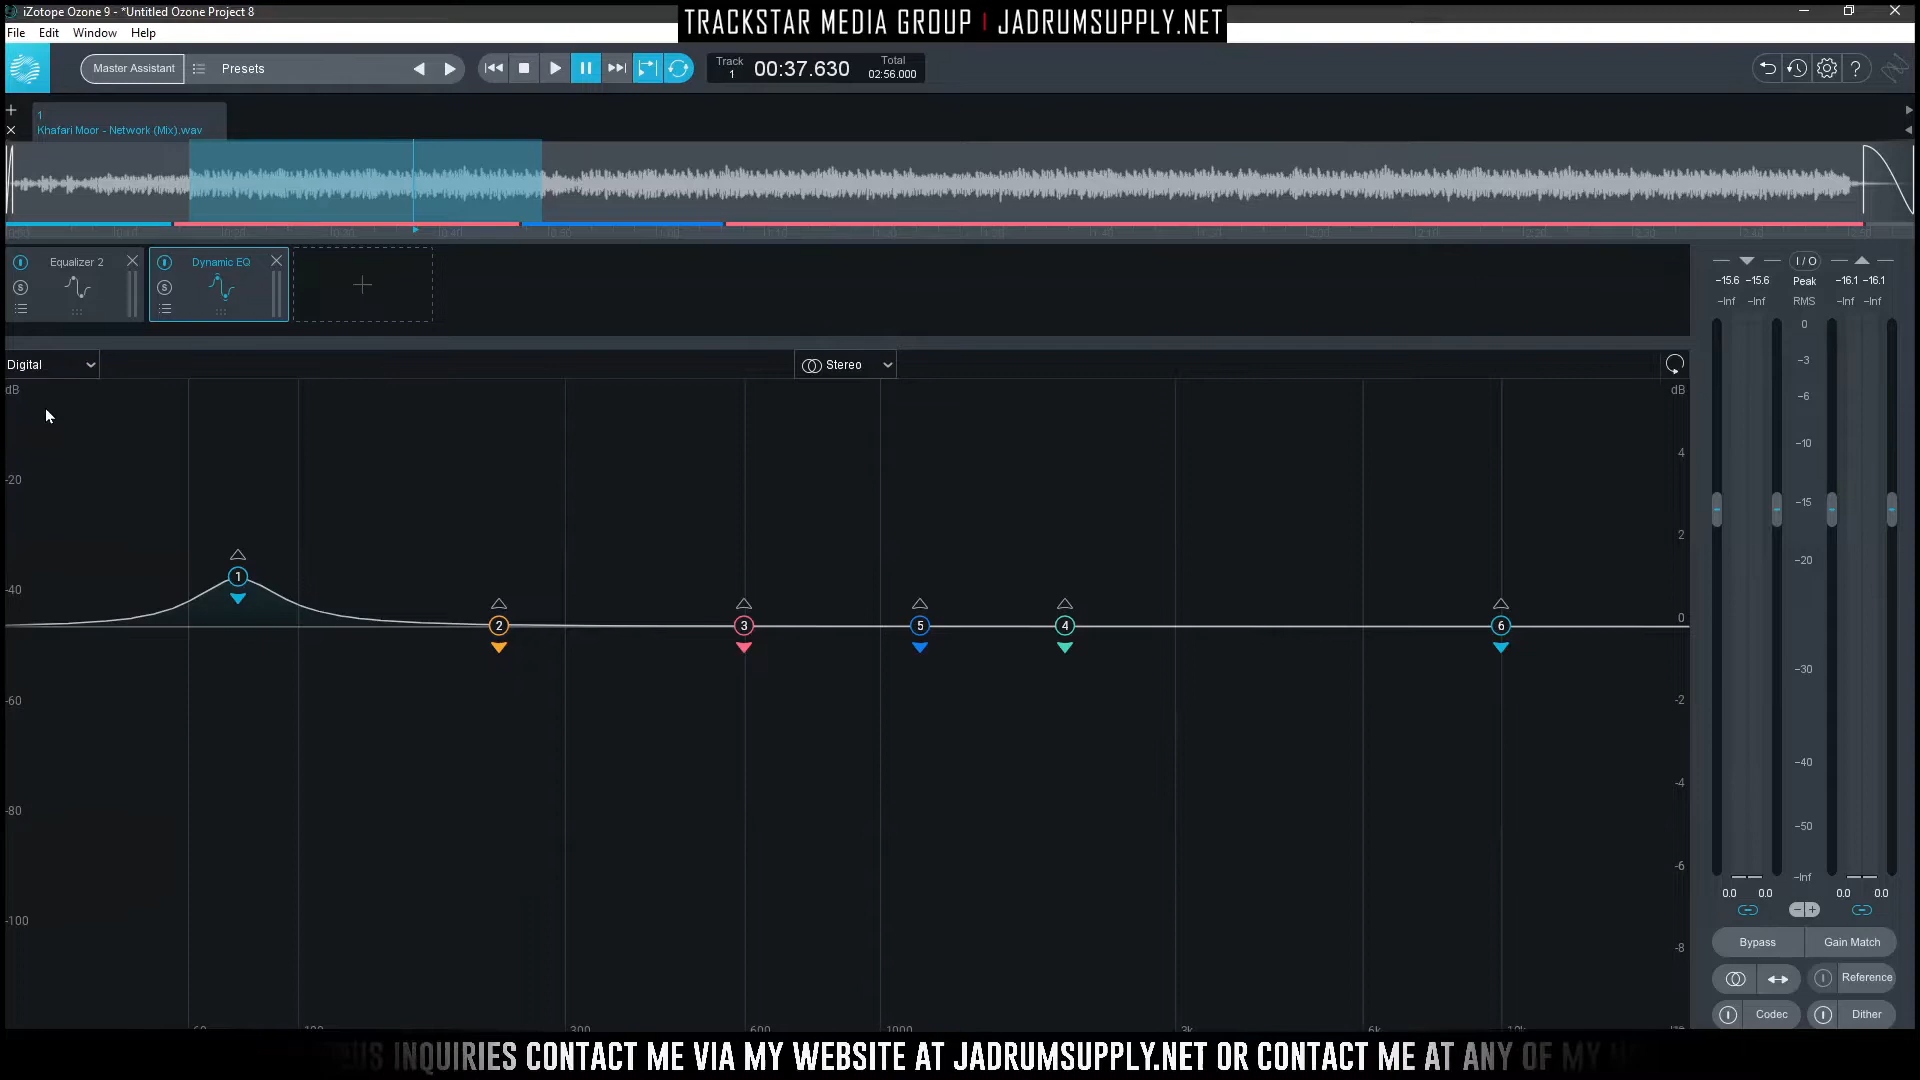 iZotope Ozone 9 - *Untitled Ozone Project 8
TRACKSTAR MEDIA GROUP | JADRUMSUPPLY.NET
File Edit Window Help
Master Assistant Presets Track 1 00:37.630 Total 02:56.000
1
Khafari Moor - Network (Mix).wav
Equalizer 2 Dynamic EQ
S S
I / O
-15.6 -15.6 Peak -16.1 -16.1
-Inf -Inf RMS -Inf -Inf
Digital Stereo
dB dB
-20 4
2
-40 0
-60 -2
-4
-80
-6
-100
-8
1 2 3 5 4 6
60 100 300 600 1000 3k 6k 10k
0
-3
-6
-10
-15
-20
-30
-40
-50
-Inf
0.0 0.0 0.0 0.0
Bypass Gain Match
Reference
Codec Dither
INQUIRIES CONTACT ME VIA MY WEBSITE AT JADRUMSUPPLY.NET OR CONTACT ME AT ANY OF MY